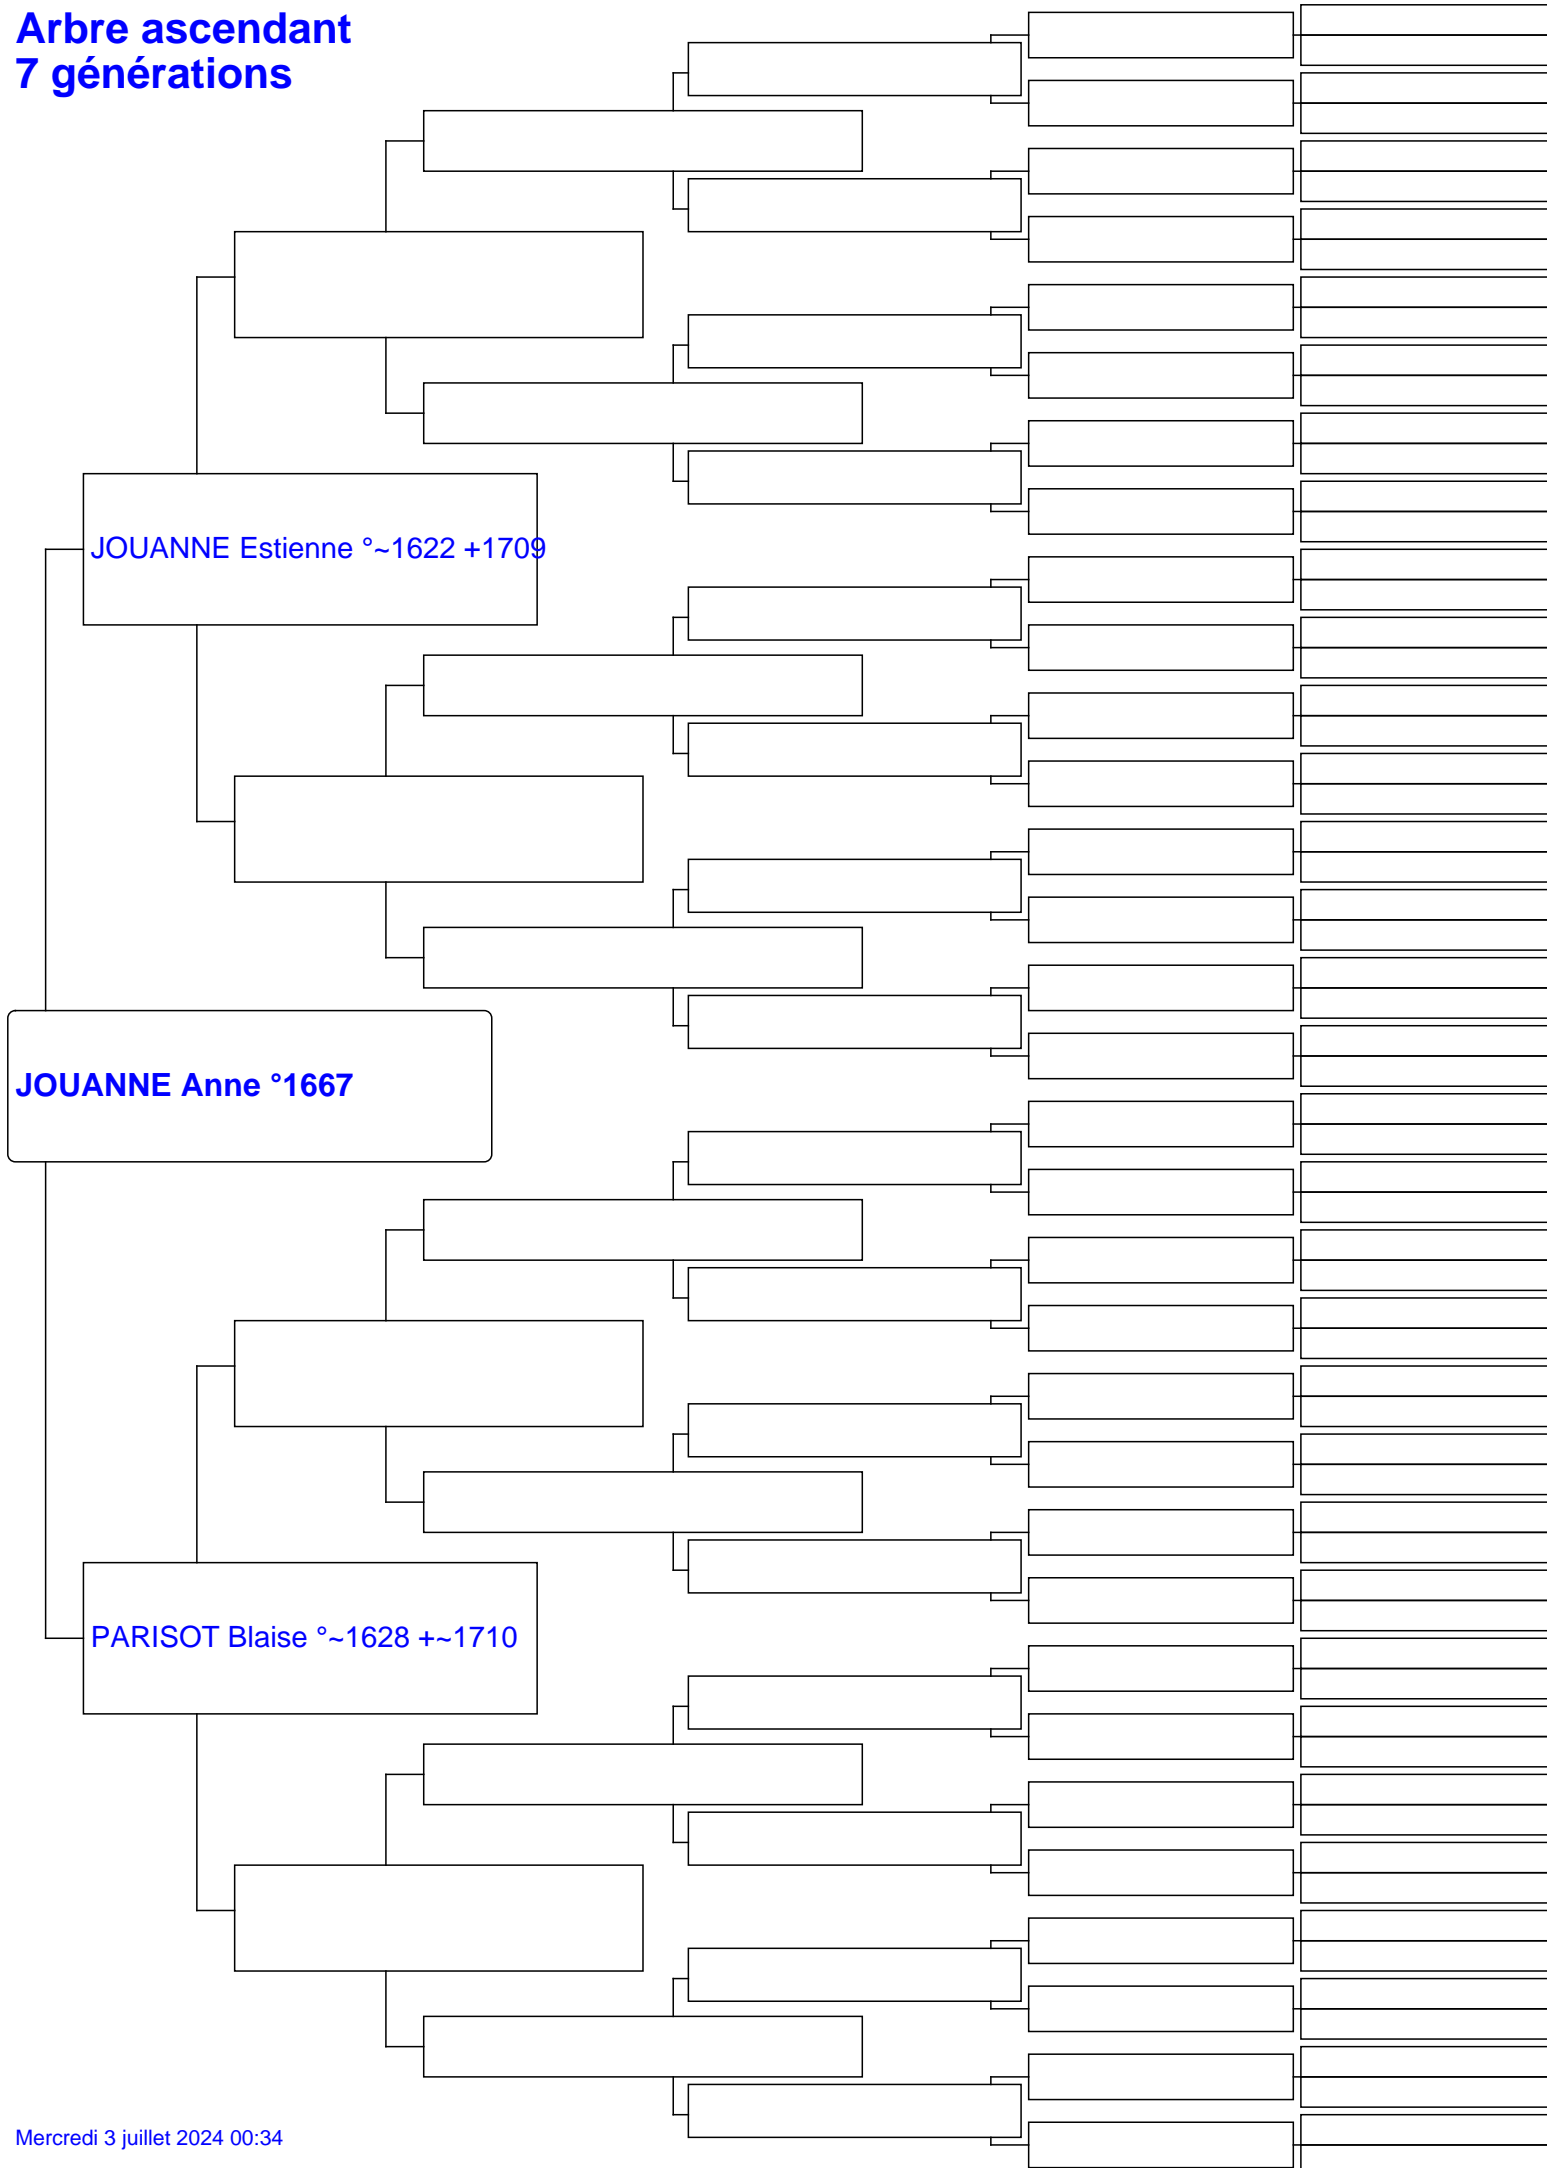 Arbre ascendant
7 générations
JOUANNE Estienne °~1622 +1709
JOUANNE Anne °1667
PARISOT Blaise °~1628 +~1710
Mercredi 3 juillet 2024 00:34